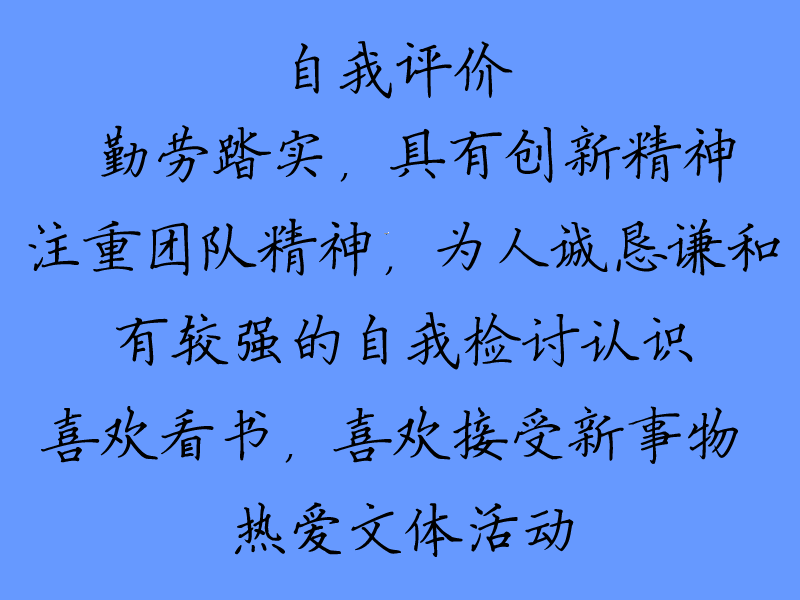 自我评价
勤劳踏实，具有创新精神
注重团队精神，为人诚恳谦和
有较强的自我检讨认识
喜欢看书，喜欢接受新事物
热爱文体活动